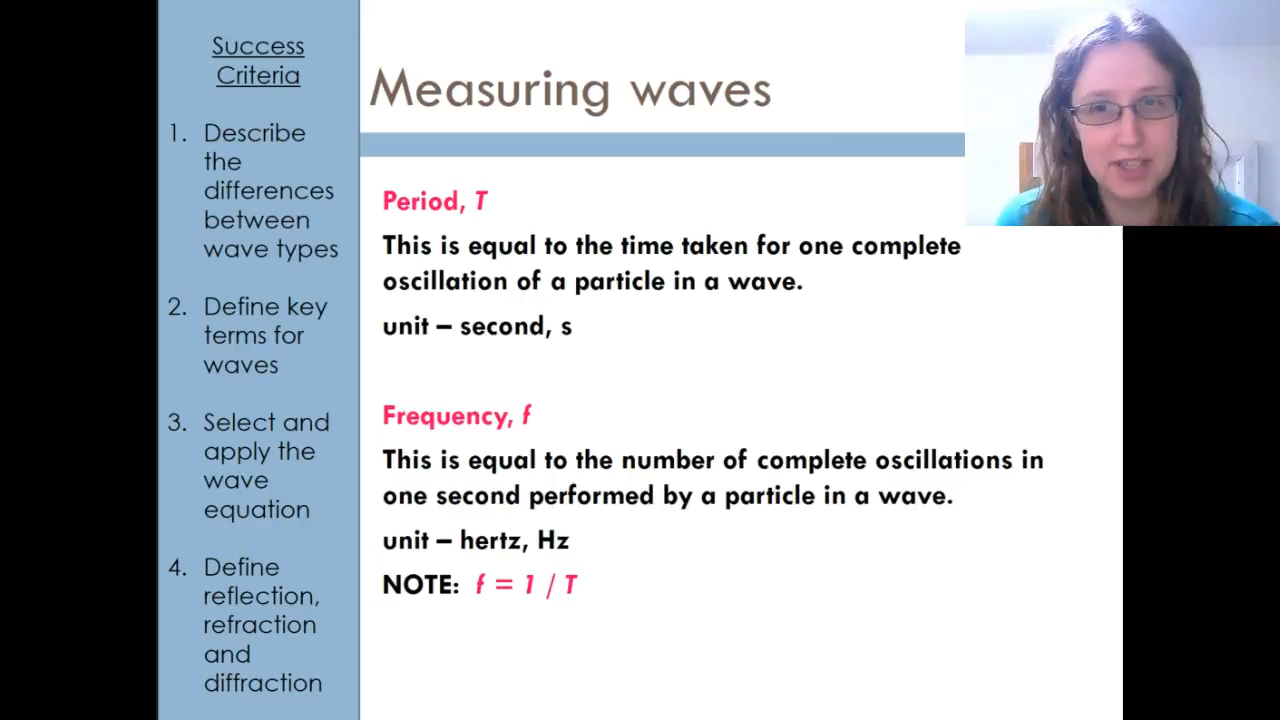 Success
Criteria
1. Describe
the
differences
between
wave types
2. Define key
terms for
waves
3. Select and
apply the
wave
equation
4. Define
reflection,
refraction
and
diffraction
Measuring waves
Period, T
This is equal to the time taken for one complete
oscillation of a particle in a wave.
unit – second, s
Frequency, f
This is equal to the number of complete oscillations in
one second performed by a particle in a wave.
unit – hertz, Hz
NOTE: f = 1 / T